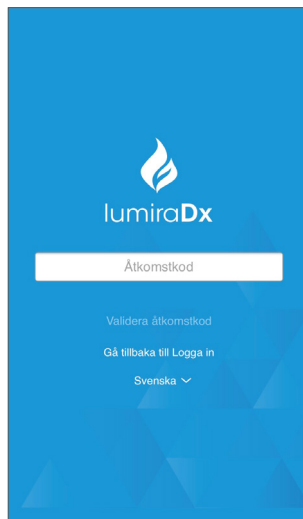 lumiraDx
Åtkomstkod
Validera åtkomstkod
Gå tillbaka till Logga in
Svenska